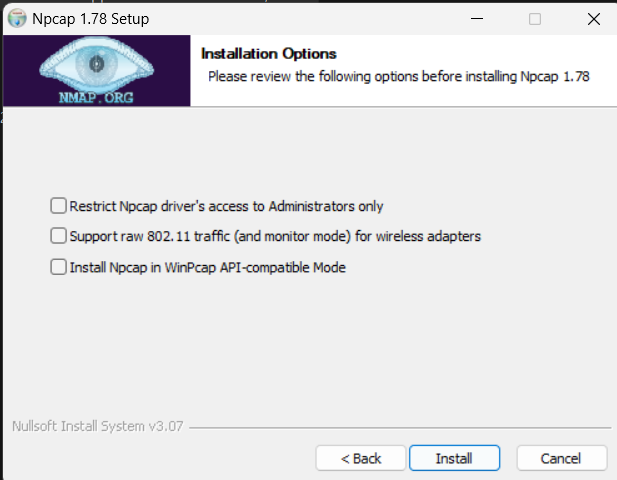 Npcap 1.78 Setup
NMAP.ORG
Installation Options
Please review the following options before installing Npcap 1.78
Restrict Npcap driver's access to Administrators only
Support raw 802.11 traffic (and monitor mode) for wireless adapters
Install Npcap in WinPcap API-compatible Mode
Nullsoft Install System v3.07
< Back
Install
Cancel